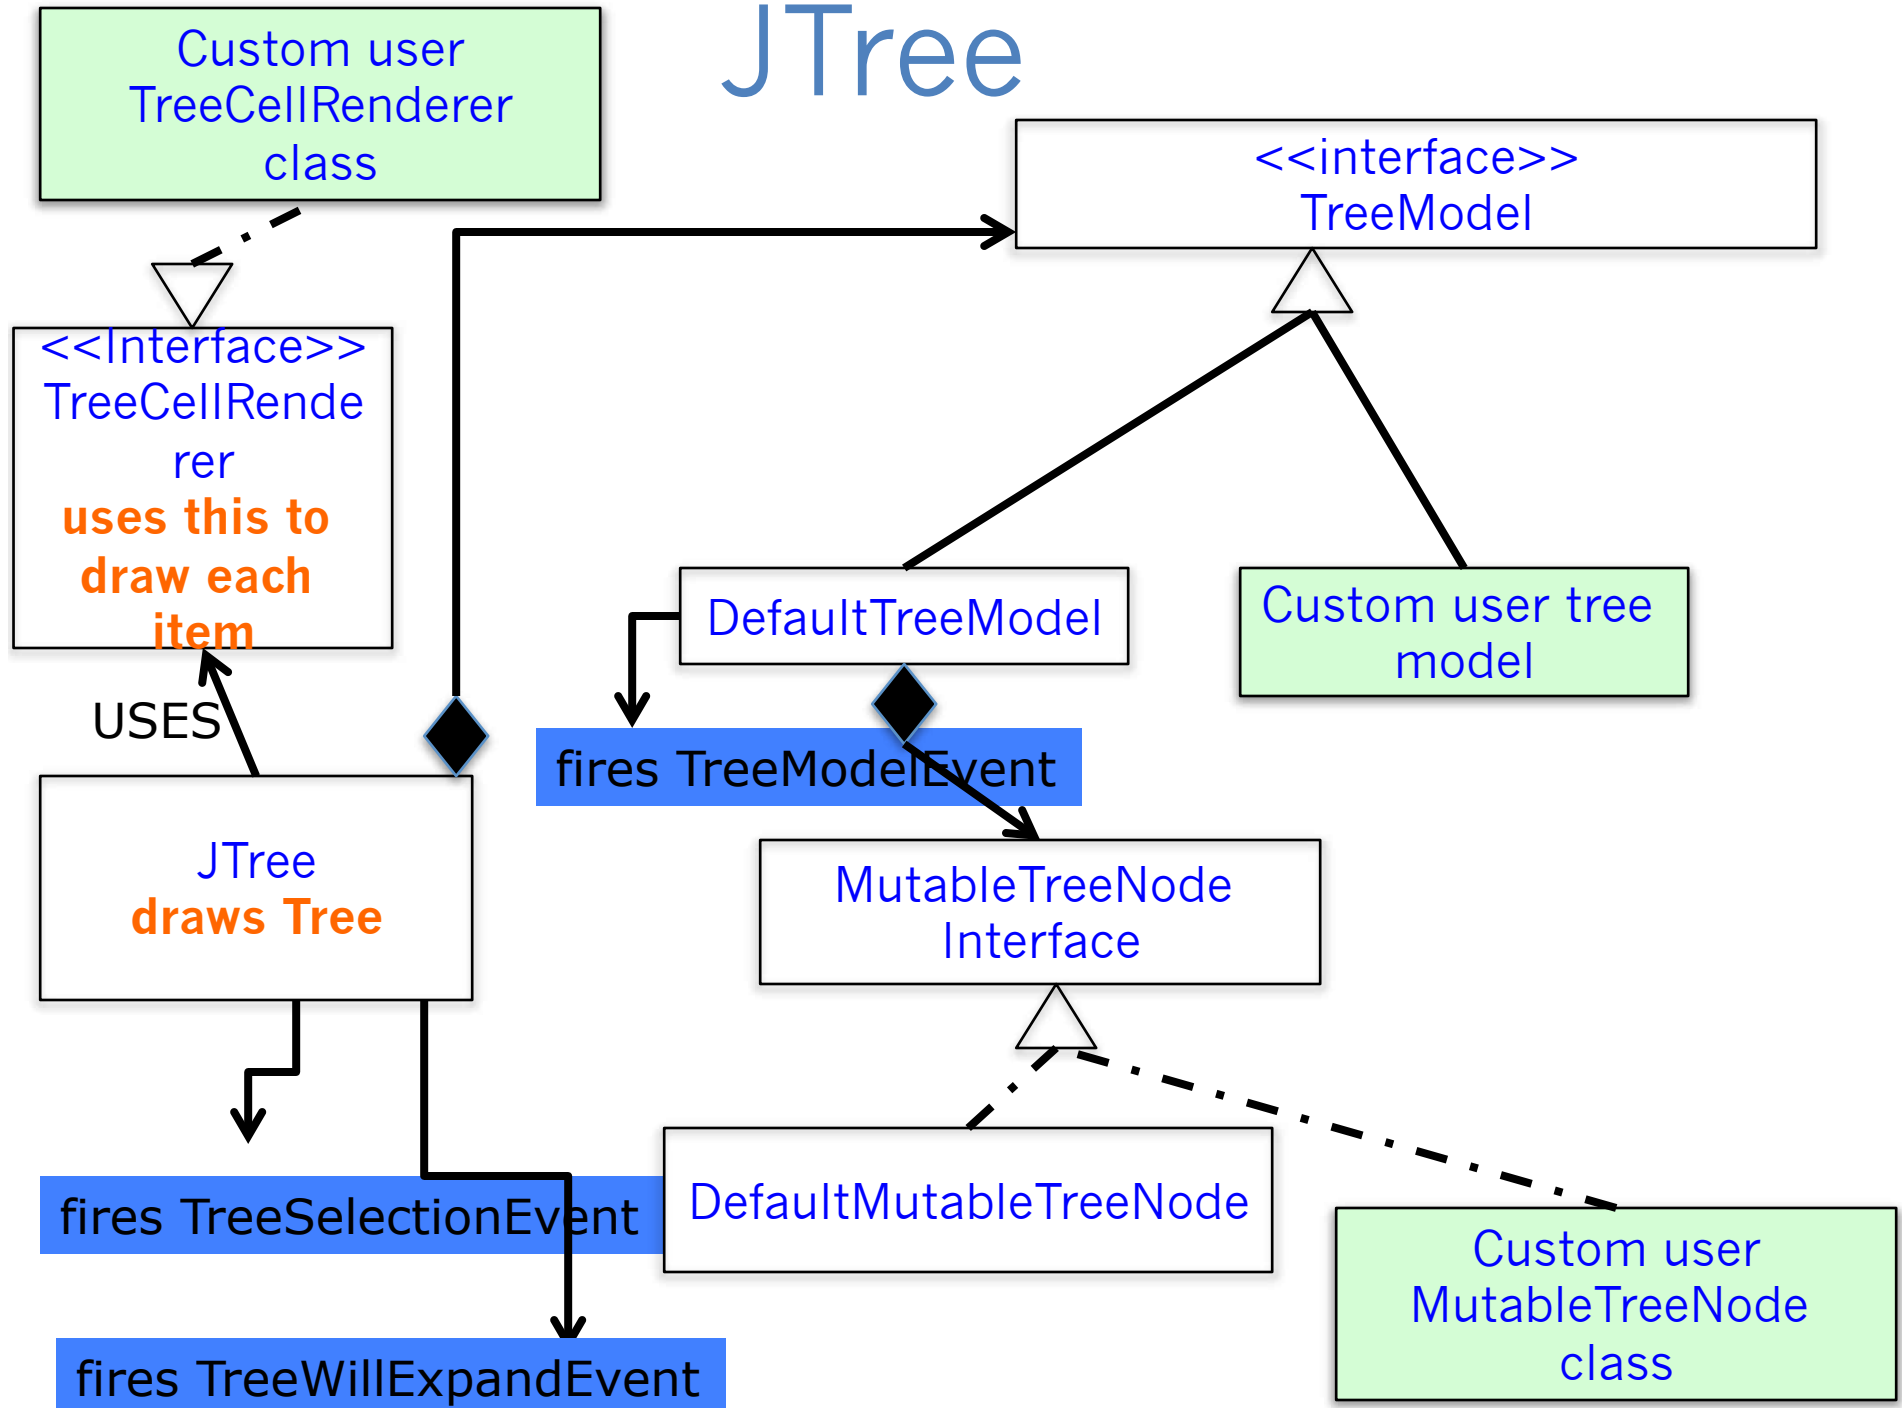 JTree
Custom user
TreeCellRenderer
class
<<interface>>
TreeModel
<<Interface>>
TreeCellRende
rer
uses this to
draw each
item
DefaultTreeModel
Custom user tree
model
USES
fires TreeModelEvent
JTree
draws Tree
MutableTreeNode
Interface
fires TreeSelectionEvent
DefaultMutableTreeNode
Custom user
MutableTreeNode
class
fires TreeWillExpandEvent